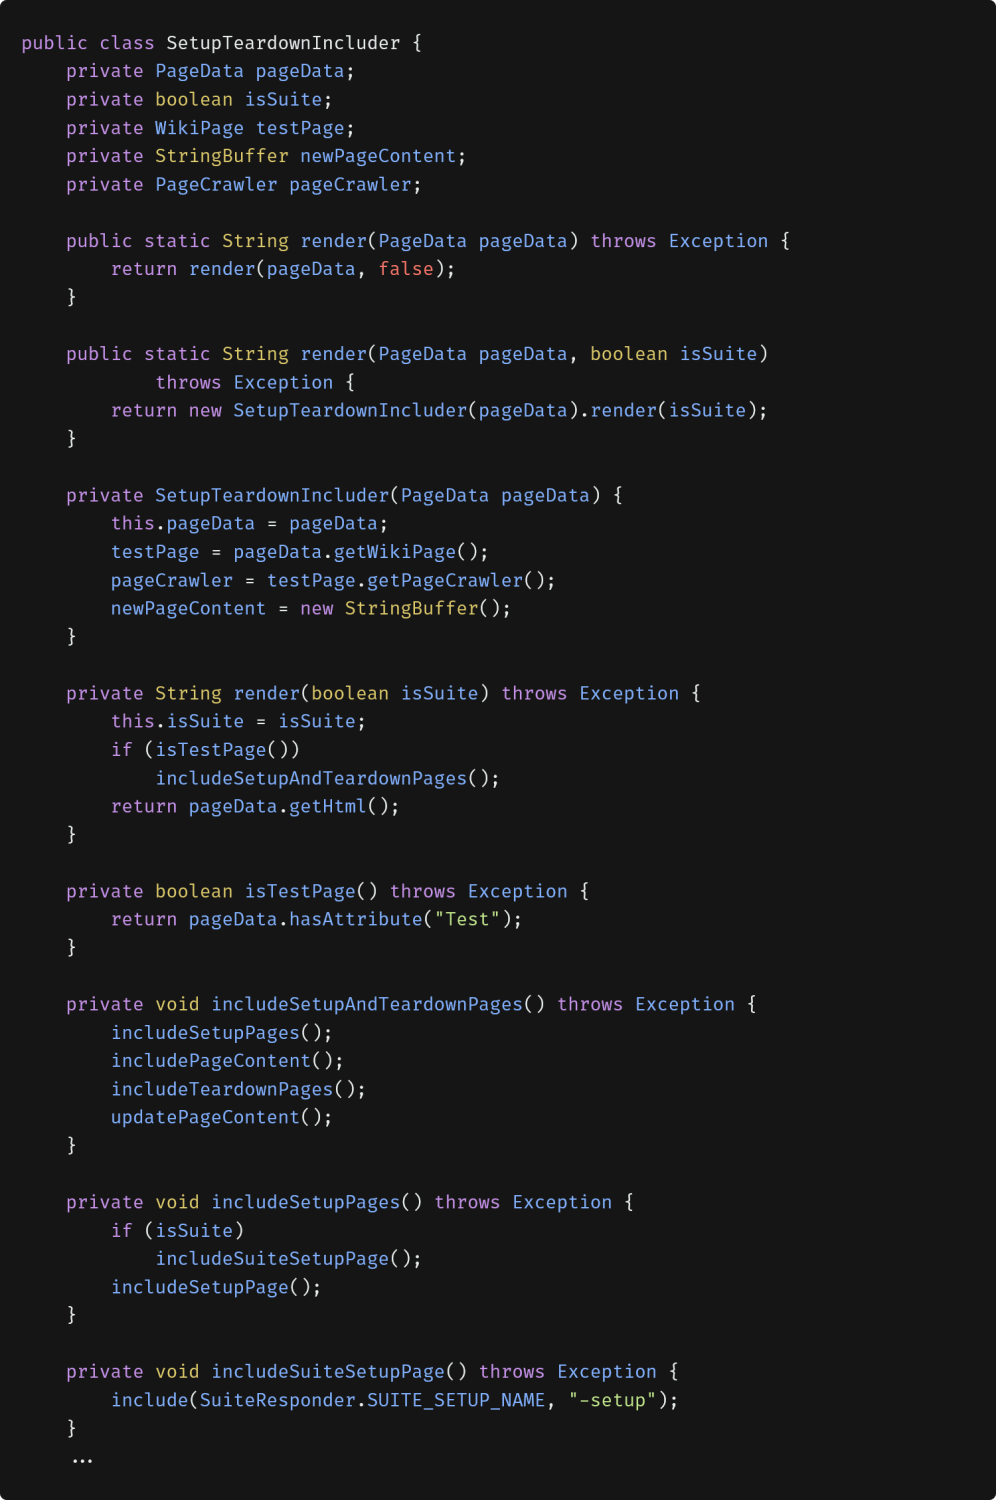 public class SetupTeardownIncluder {
    private PageData pageData;
    private boolean isSuite;
    private WikiPage testPage;
    private StringBuffer newPageContent;
    private PageCrawler pageCrawler;

    public static String render(PageData pageData) throws Exception {
        return render(pageData, false);
    }

    public static String render(PageData pageData, boolean isSuite)
            throws Exception {
        return new SetupTeardownIncluder(pageData).render(isSuite);
    }

    private SetupTeardownIncluder(PageData pageData) {
        this.pageData = pageData;
        testPage = pageData.getWikiPage();
        pageCrawler = testPage.getPageCrawler();
        newPageContent = new StringBuffer();
    }

    private String render(boolean isSuite) throws Exception {
        this.isSuite = isSuite;
        if (isTestPage())
            includeSetupAndTeardownPages();
        return pageData.getHtml();
    }

    private boolean isTestPage() throws Exception {
        return pageData.hasAttribute("Test");
    }

    private void includeSetupAndTeardownPages() throws Exception {
        includeSetupPages();
        includePageContent();
        includeTeardownPages();
        updatePageContent();
    }

    private void includeSetupPages() throws Exception {
        if (isSuite)
            includeSuiteSetupPage();
        includeSetupPage();
    }

    private void includeSuiteSetupPage() throws Exception {
        include(SuiteResponder.SUITE_SETUP_NAME, "-setup");
    }
    ...